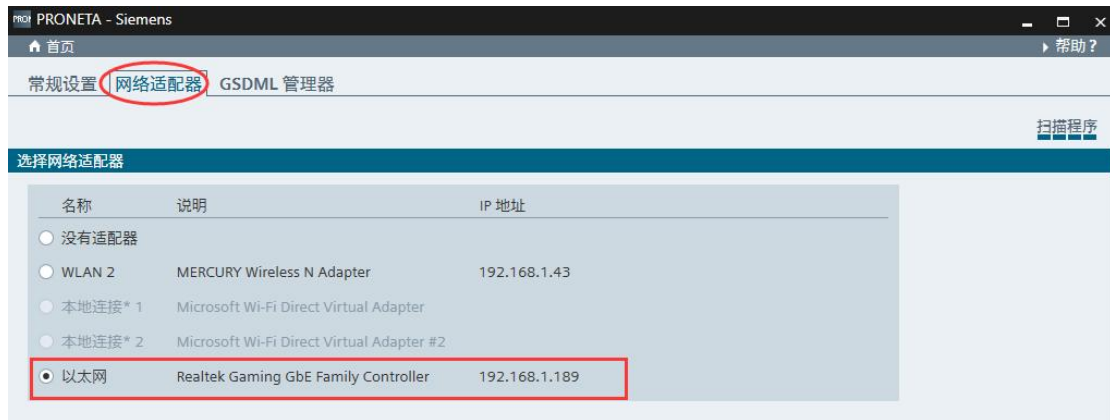 PRONETA - Siemens
首页 帮助?
常规设置 网络适配器 GSDML 管理器
扫描程序
选择网络适配器
名称 说明 IP 地址
没有适配器
WLAN 2 MERCURY Wireless N Adapter 192.168.1.43
本地连接* 1 Microsoft Wi-Fi Direct Virtual Adapter
本地连接* 2 Microsoft Wi-Fi Direct Virtual Adapter #2
以太网 Realtek Gaming GbE Family Controller 192.168.1.189